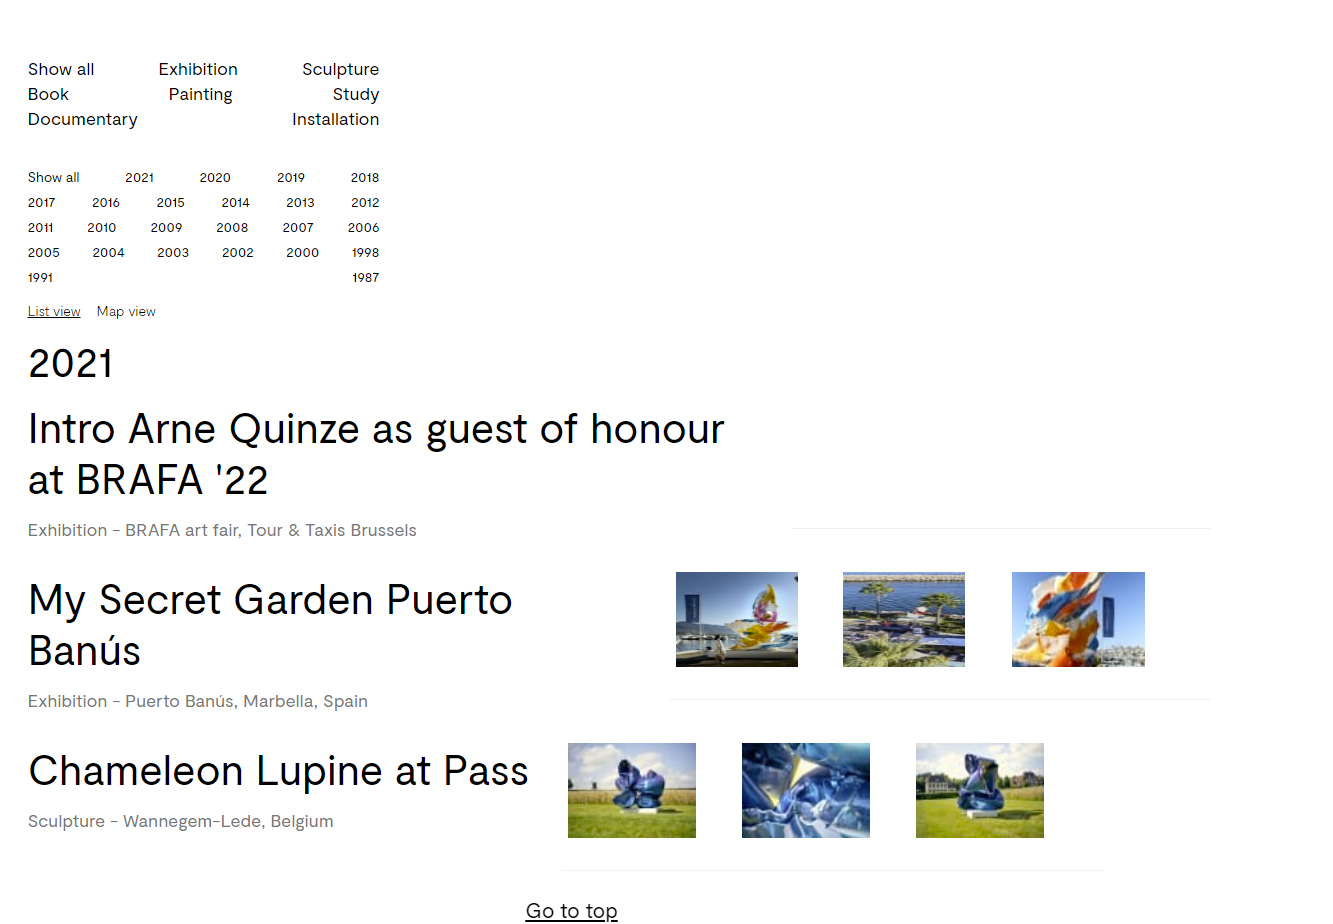 Show all Exhibition Sculpture
Book Painting Study
Documentary Installation
Show all 2021 2020 2019 2018
2017 2016 2015 2014 2013 2012
2011 2010 2009 2008 2007 2006
2005 2004 2003 2002 2000 1998
1991 1987
List view Map view
2021
Intro Arne Quinze as guest of honour
at BRAFA '22
Exhibition - BRAFA art fair, Tour & Taxis Brussels
My Secret Garden Puerto
Banús
Exhibition - Puerto Banús, Marbella, Spain
Chameleon Lupine at Pass
Sculpture - Wannegem-Lede, Belgium
Go to top